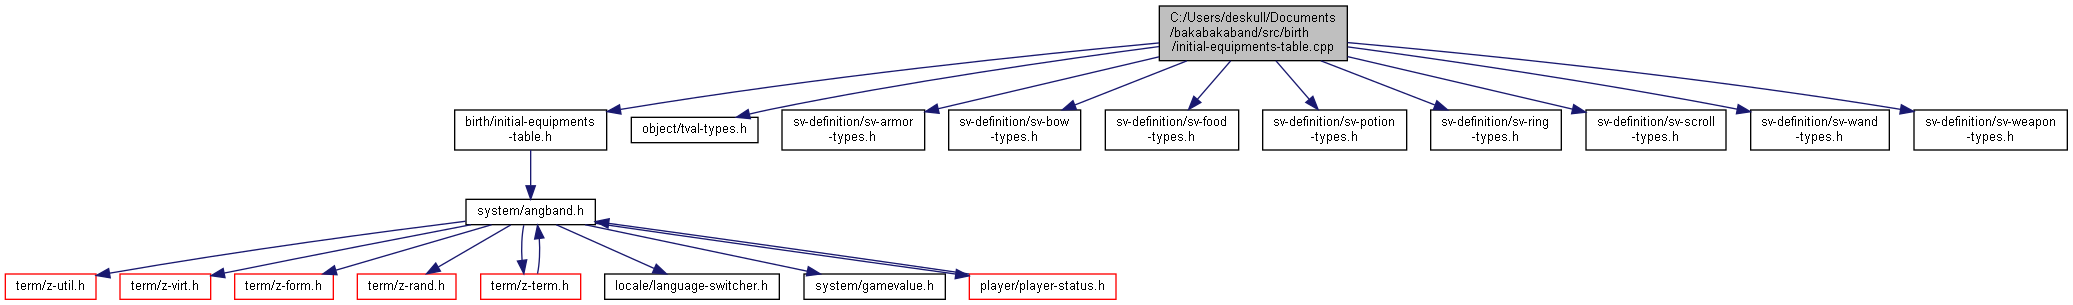 C:/Users/deskull/Documents
/bakabakaband/src/birth
/initial-equipments-table.cpp
birth/initial-equipments
-table.h
object/tval-types.h
sv-definition/sv-armor
-types.h
sv-definition/sv-bow
-types.h
sv-definition/sv-food
-types.h
sv-definition/sv-potion
-types.h
sv-definition/sv-ring
-types.h
sv-definition/sv-scroll
-types.h
sv-definition/sv-wand
-types.h
sv-definition/sv-weapon
-types.h
system/angband.h
term/z-util.h
term/z-virt.h
term/z-form.h
term/z-rand.h
term/z-term.h
locale/language-switcher.h
system/gamevalue.h
player/player-status.h